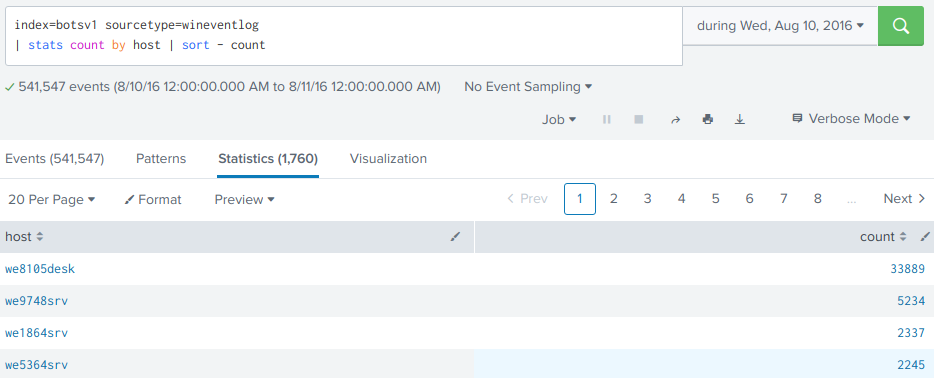 index=botsv1 sourcetype=wineventlog
| stats count by host | sort - count
during Wed, Aug 10, 2016
541,547 events (8/10/16 12:00:00.000 AM to 8/11/16 12:00:00.000 AM) No Event Sampling
Job Verbose Mode
Events (541,547) Patterns Statistics (1,760) Visualization
20 Per Page Format Preview < Prev 1 2 3 4 5 6 7 8 ... Next >
host count
we8105desk 33889
we9748srv 5234
we1864srv 2337
we5364srv 2245